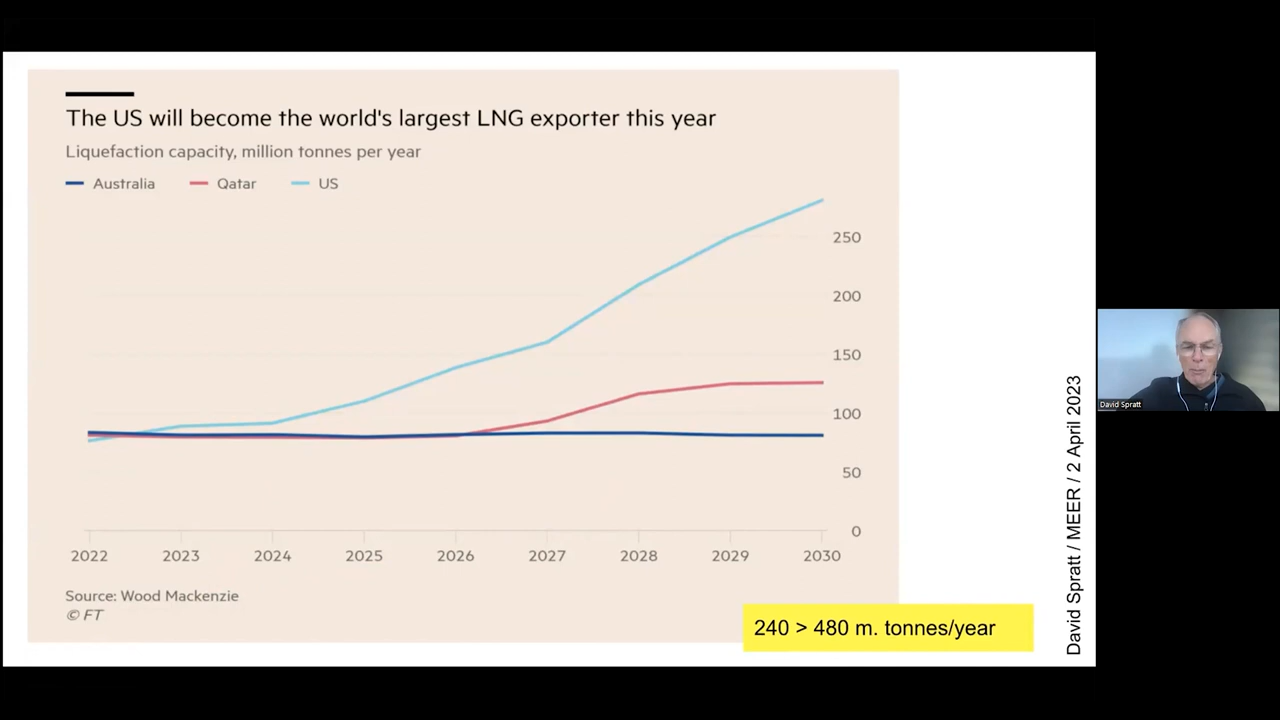 The US will become the world's largest LNG exporter this year
Liquefaction capacity, million tonnes per year
Australia Qatar US
250
200
150
100
50
0
2022 2023 2024 2025 2026 2027 2028 2029 2030
Source: Wood Mackenzie
© FT
240 > 480 m. tonnes/year
David Spratt / MEER / 2 April 2023
David Spratt